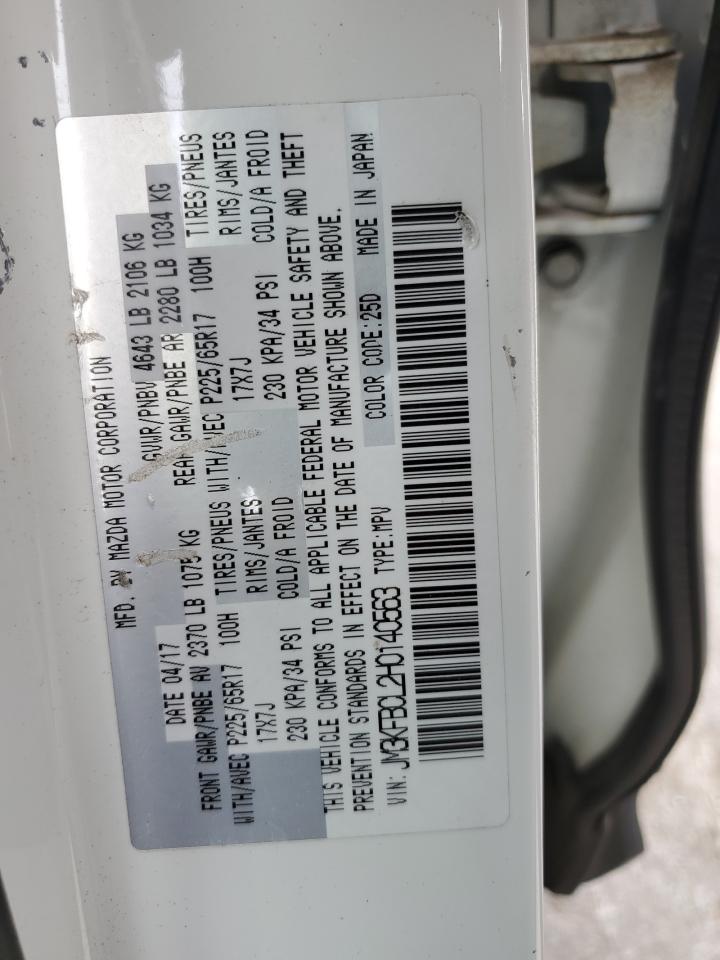 MFD. BY MAZDA MOTOR CORPORATION
DATE 04/17 GVWR/PNBV 4643 LB 2106 KG
FRONT GAWR/PNBE AV 2370 LB 1075 KG REAR GAWR/PNBE AR 2280 LB 1034 KG
WITH/AVEC P225/65R17 100H TIRES/PNEUS WITH/AVEC P225/65R17 100H TIRES/PNEUS
17X7J RIMS/JANTES 17X7J RIMS/JANTES
230 KPA/34 PSI COLD/A FROID 230 KPA/34 PSI COLD/A FROID
THIS VEHICLE CONFORMS TO ALL APPLICABLE FEDERAL MOTOR VEHICLE SAFETY AND THEFT
PREVENTION STANDARDS IN EFFECT ON THE DATE OF MANUFACTURE SHOWN ABOVE.
VIN: JM3KFBCL2H0140563 TYPE:MPV COLOR CODE:25D MADE IN JAPAN